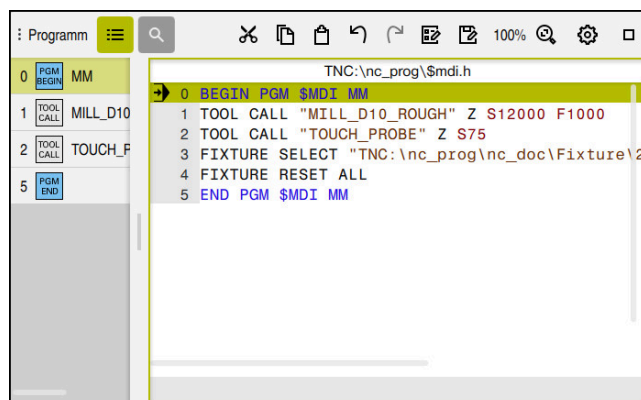 Programm
100%
0 PGM BEGIN MM
1 TOOL CALL MILL_D10
2 TOOL CALL TOUCH_P
5 PGM END
TNC:\nc_prog\$mdi.h
0 BEGIN PGM $MDI MM
1 TOOL CALL "MILL_D10_ROUGH" Z S12000 F1000
2 TOOL CALL "TOUCH_PROBE" Z S75
3 FIXTURE SELECT "TNC:\nc_prog\nc_doc\Fixture\2
4 FIXTURE RESET ALL
5 END PGM $MDI MM